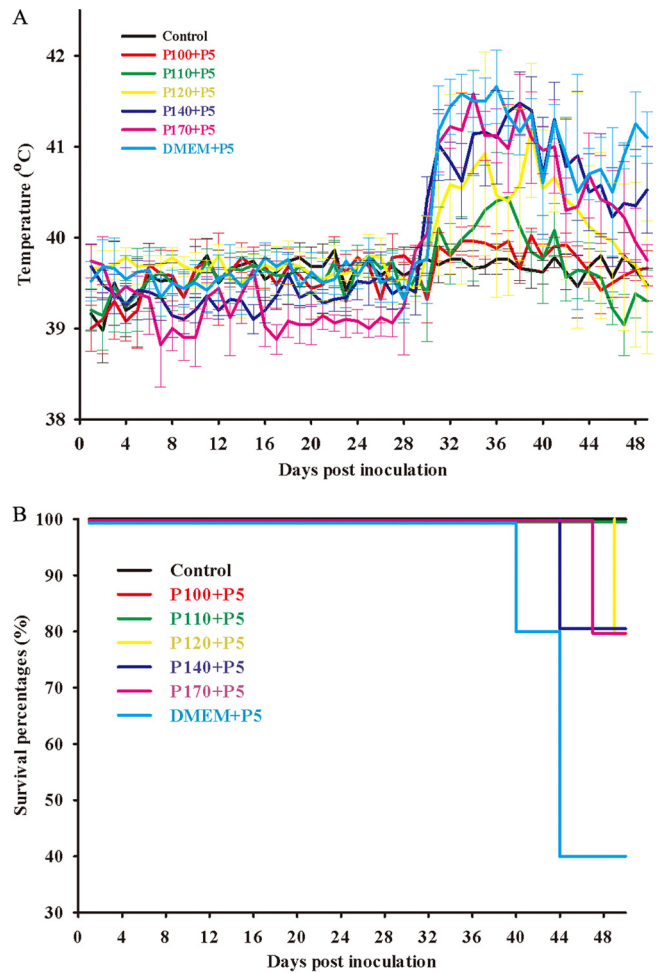 A
42
41
40
39
38
Temperature (°C)
Control
P100+P5
P110+P5
P120+P5
P140+P5
P170+P5
DMEM+P5
0 4 8 12 16 20 24 28 32 36 40 44 48
Days post inoculation
B
100
90
80
70
60
50
40
30
Survival percentages (%)
Control
P100+P5
P110+P5
P120+P5
P140+P5
P170+P5
DMEM+P5
0 4 8 12 16 20 24 28 32 36 40 44 48
Days post inoculation